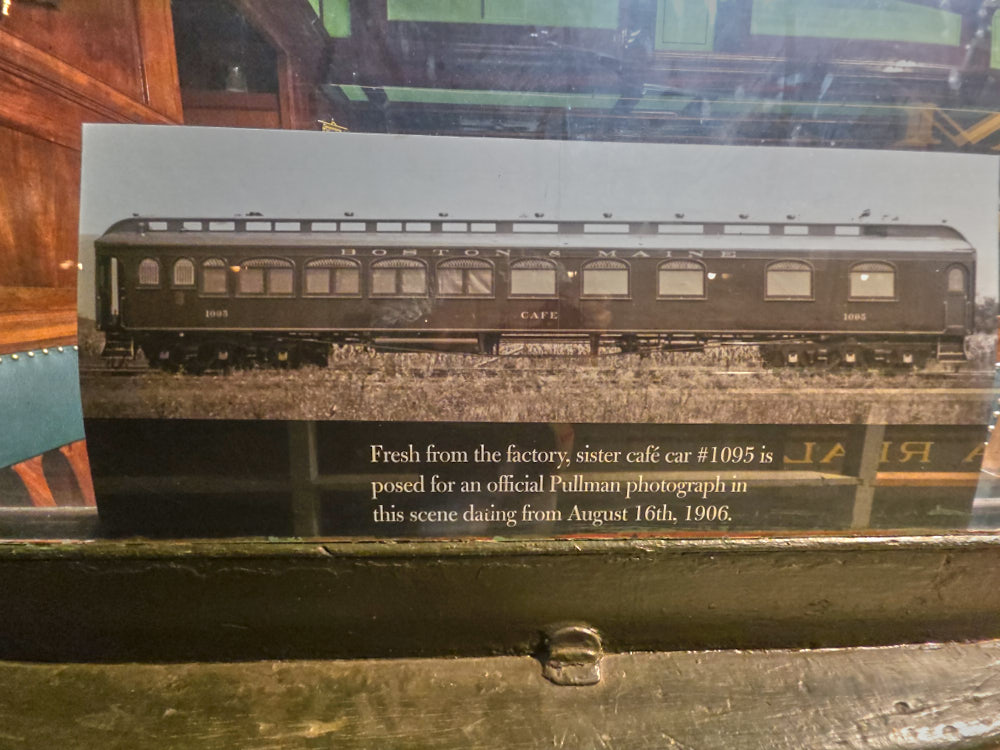 BOSTON & MAINE
1095
CAFE
1095
Fresh from the factory, sister café car #1095 is
posed for an official Pullman photograph in
this scene dating from August 16th, 1906.